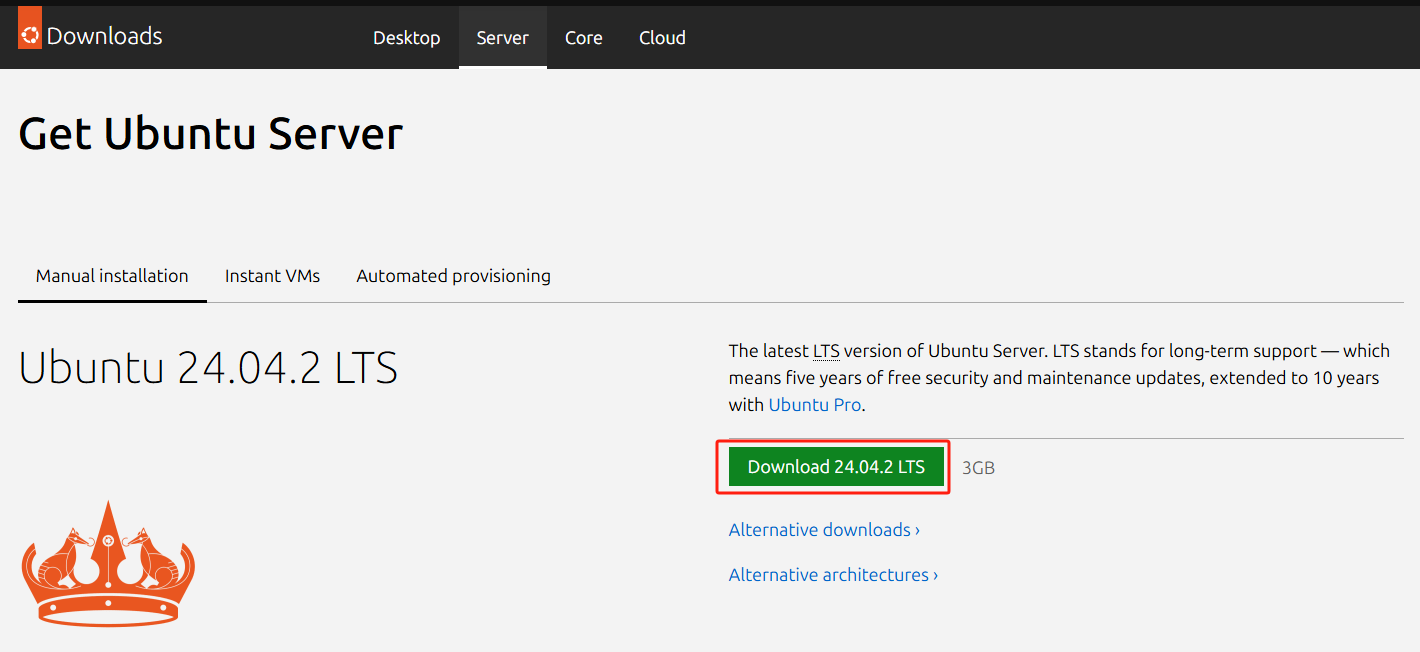 Downloads
Desktop
Server
Core
Cloud
Get Ubuntu Server
Manual installation
Instant VMs
Automated provisioning
Ubuntu 24.04.2 LTS
The latest LTS version of Ubuntu Server. LTS stands for long-term support — which
means five years of free security and maintenance updates, extended to 10 years
with Ubuntu Pro.
Download 24.04.2 LTS
3GB
Alternative downloads ›
Alternative architectures ›